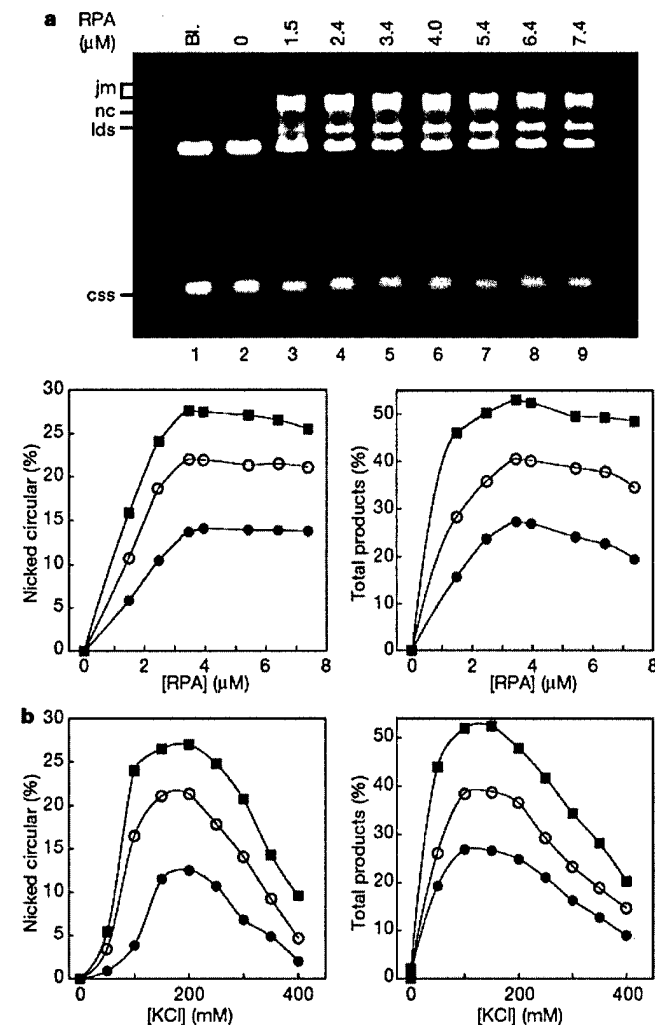 a RPA (μM) Bl. 0 1.5 2.4 3.4 4.0 5.4 6.4 7.4
jm
nc
lds
css
1 2 3 4 5 6 7 8 9
30
25
20
15
10
5
0
Nicked circular (%)
0 2 4 6 8
[RPA] (μM)
50
40
30
20
10
0
Total products (%)
0 2 4 6 8
[RPA] (μM)
b
30
25
20
15
10
5
0
Nicked circular (%)
0 200 400
[KCl] (mM)
50
40
30
20
10
0
Total products (%)
0 200 400
[KCl] (mM)